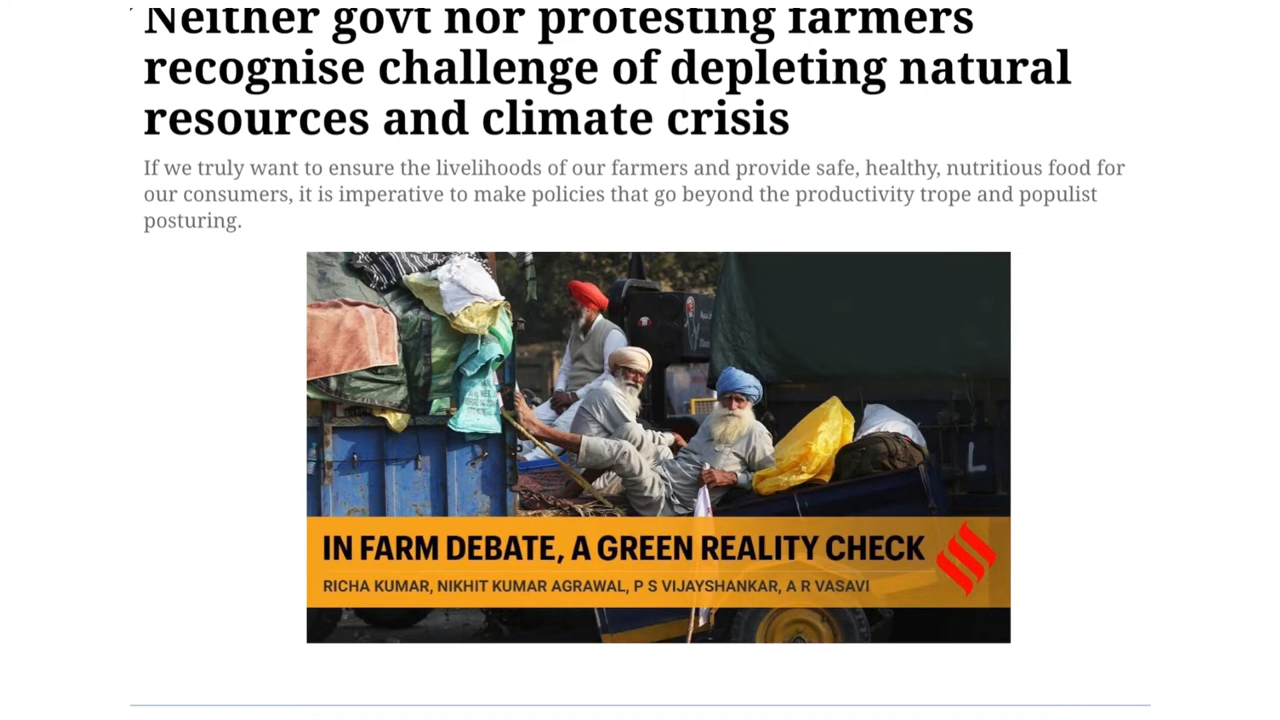 Neither govt nor protesting farmers
recognise challenge of depleting natural
resources and climate crisis
If we truly want to ensure the livelihoods of our farmers and provide safe, healthy, nutritious food for
our consumers, it is imperative to make policies that go beyond the productivity trope and populist
posturing.
IN FARM DEBATE, A GREEN REALITY CHECK
RICHA KUMAR, NIKHIT KUMAR AGRAWAL, P S VIJAYSHANKAR, A R VASAVI